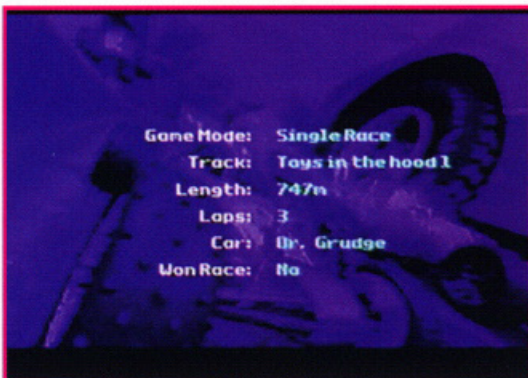 Game Mode: Single Race
Track: Toys in the hood 1
Length: 747m
Laps: 3
Car: Dr. Grudge
Won Race: No